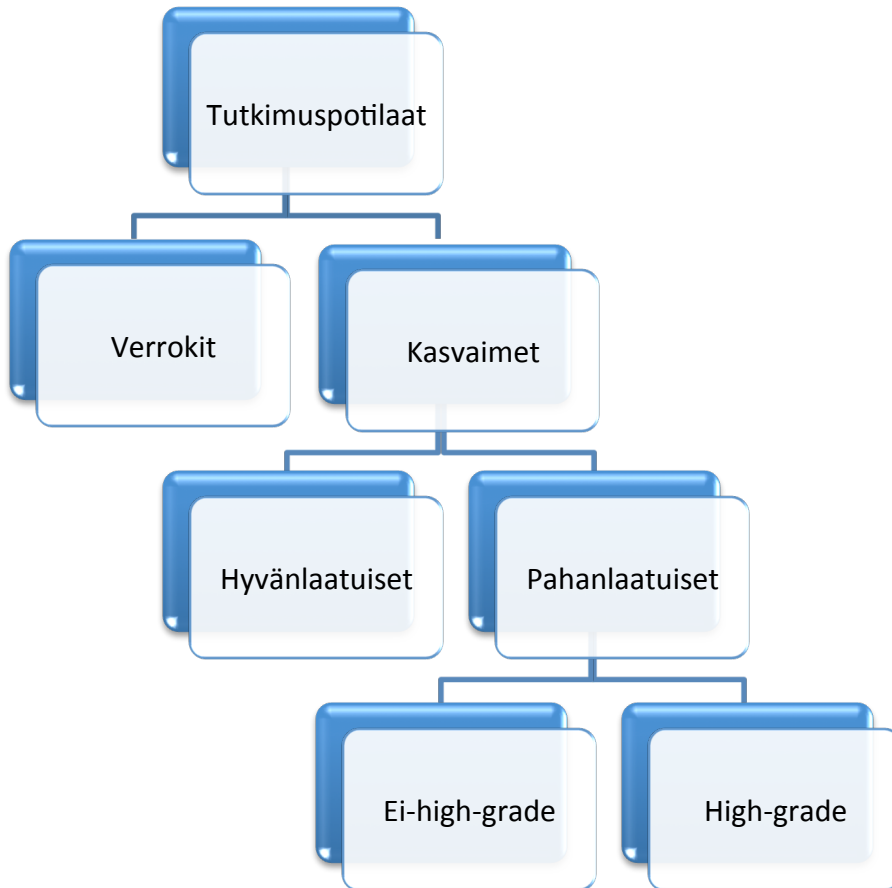 Tutkimuspotilaat
Verrokit
Kasvaimet
Hyvänlaatuiset
Pahanlaatuiset
Ei-high-grade
High-grade